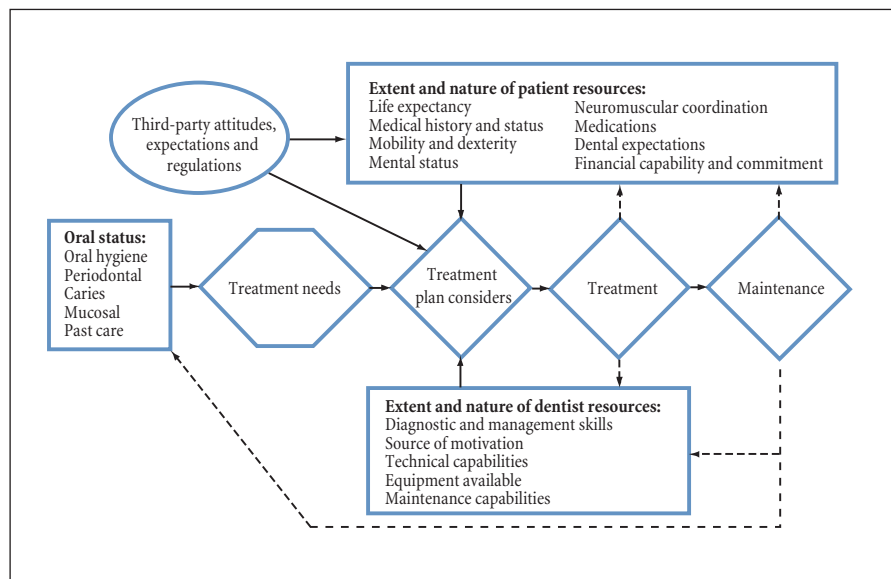 Extent and nature of patient resources:
Life expectancy
Medical history and status
Mobility and dexterity
Mental status
Neuromuscular coordination
Medications
Dental expectations
Financial capability and commitment
Third-party attitudes,
expectations and
regulations
Oral status:
Oral hygiene
Periodontal
Caries
Mucosal
Past care
Treatment needs
Treatment
plan considers
Treatment
Maintenance
Extent and nature of dentist resources:
Diagnostic and management skills
Source of motivation
Technical capabilities
Equipment available
Maintenance capabilities